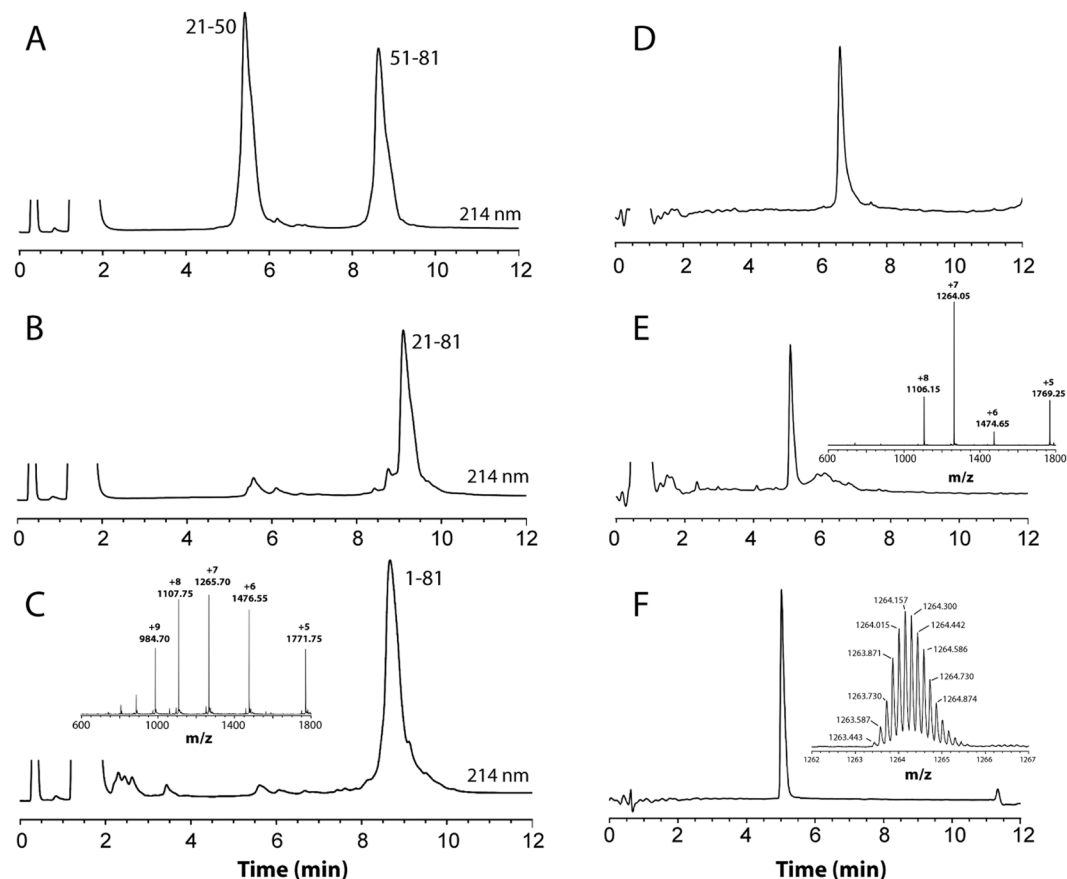 A
21-50
51-81
214 nm
0 2 4 6 8 10 12
B
21-81
214 nm
0 2 4 6 8 10 12
C
+9
984.70
+8
1107.75
+7
1265.70
+6
1476.55
+5
1771.75
600 1000 1400 1800
m/z
1-81
214 nm
0 2 4 6 8 10 12
Time (min)
D
0 2 4 6 8 10 12
E
+8
1106.15
+7
1264.05
+6
1474.65
+5
1769.25
600 1000 1400 1800
m/z
0 2 4 6 8 10 12
F
1264.157
1264.300
1264.015
1264.442
1263.871
1264.586
1264.730
1263.730
1264.874
1263.587
1263.443
1262 1263 1264 1265 1266 1267
m/z
0 2 4 6 8 10 12
Time (min)